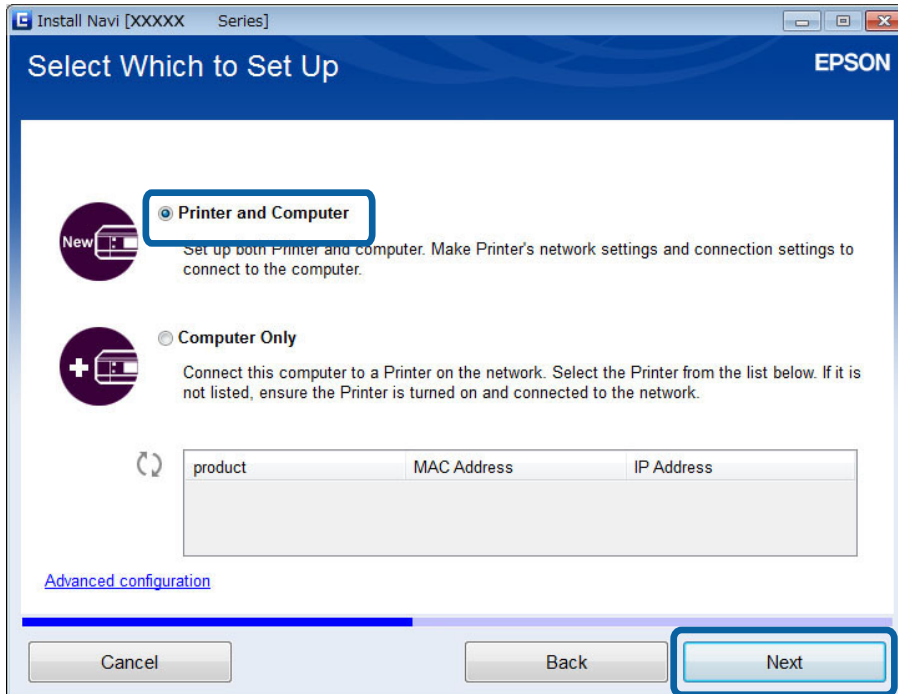 Install Navi [XXXXX Series]
Select Which to Set Up
EPSON
New
Printer and Computer
Set up both Printer and computer. Make Printer's network settings and connection settings to
connect to the computer.
Computer Only
Connect this computer to a Printer on the network. Select the Printer from the list below. If it is
not listed, ensure the Printer is turned on and connected to the network.
product MAC Address IP Address
Advanced configuration
Cancel Back Next